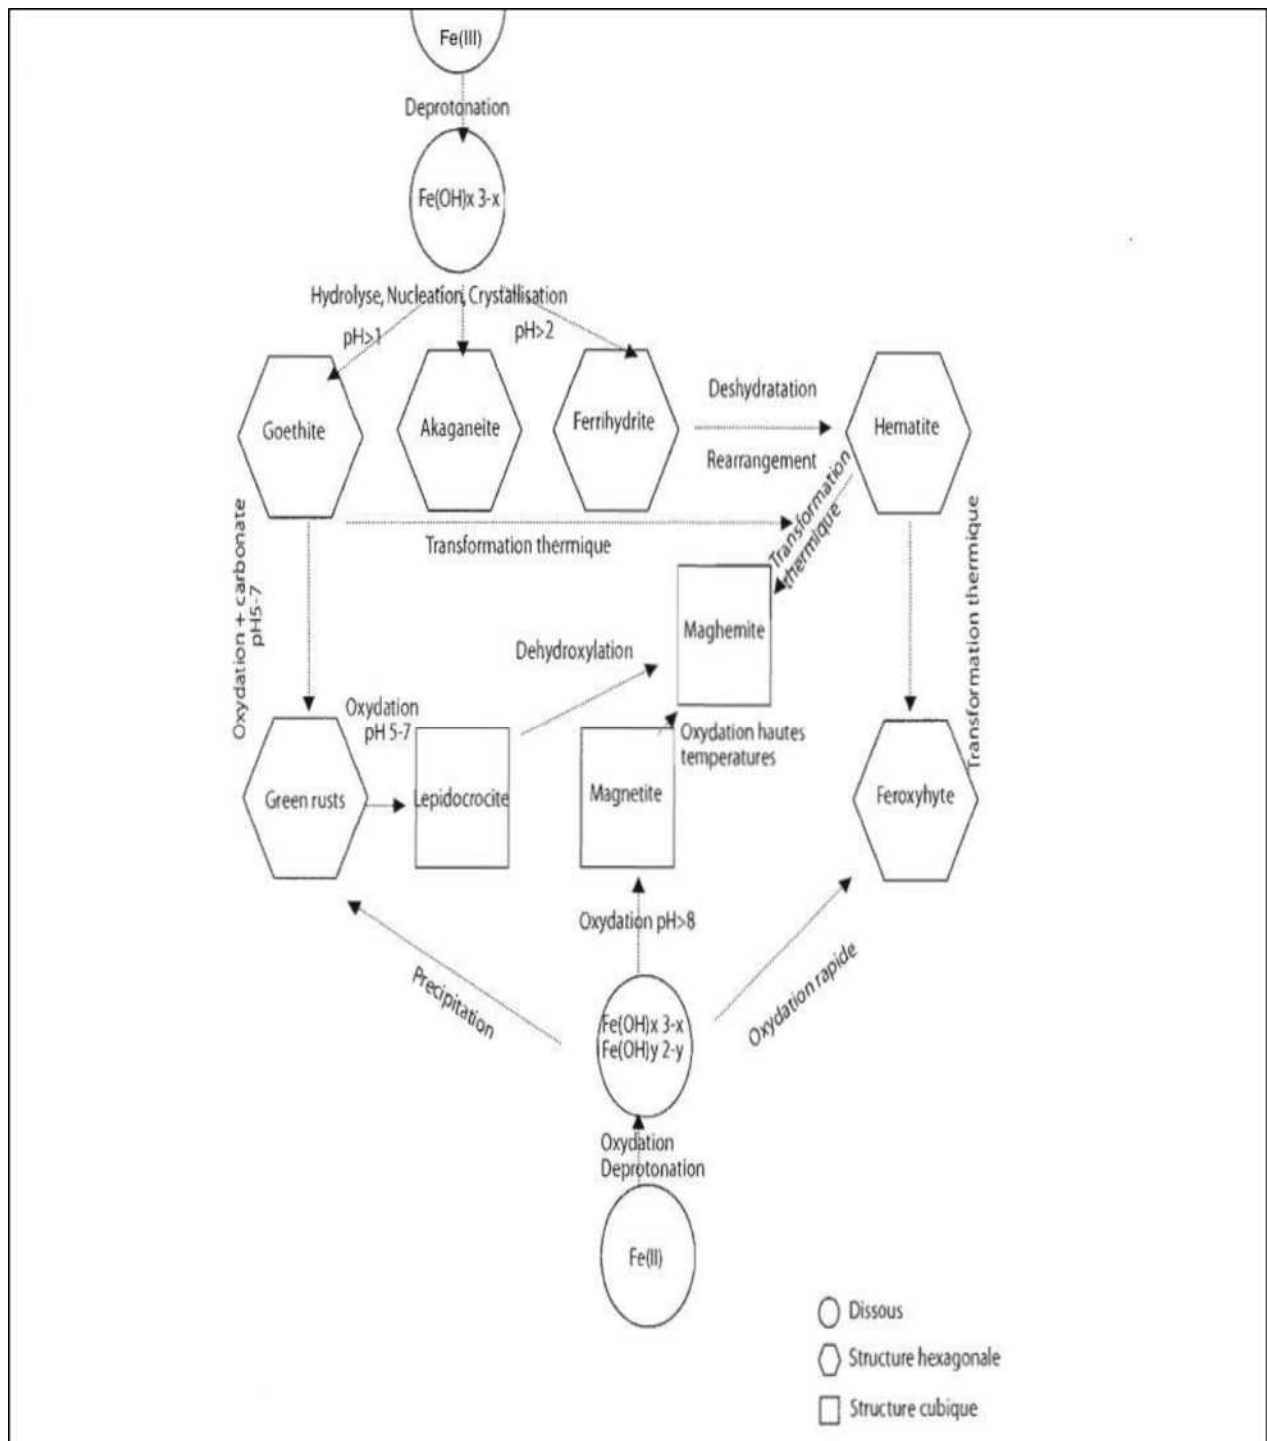 Fe(III)
Deprotonation
Fe(OH)x 3-x
Hydrolyse, Nucleation, Crystallisation
pH>1
pH>2
Goethite
Akaganeite
Ferrihydrite
Deshydratation
Rearrangement
Hematite
Transformation thermique
Transformation
thermique
Oxydation + carbonate
pH5-7
Transformation thermique
Maghemite
Dehydroxylation
Oxydation
pH 5-7
Oxydation hautes
temperatures
Green rusts
Lepidocrocite
Magnetite
Feroxyhyte
Oxydation pH>8
Precipitation
Oxydation rapide
Fe(OH)x 3-x
Fe(OH)y 2-y
Oxydation
Deprotonation
Fe(II)
Dissous
Structure hexagonale
Structure cubique